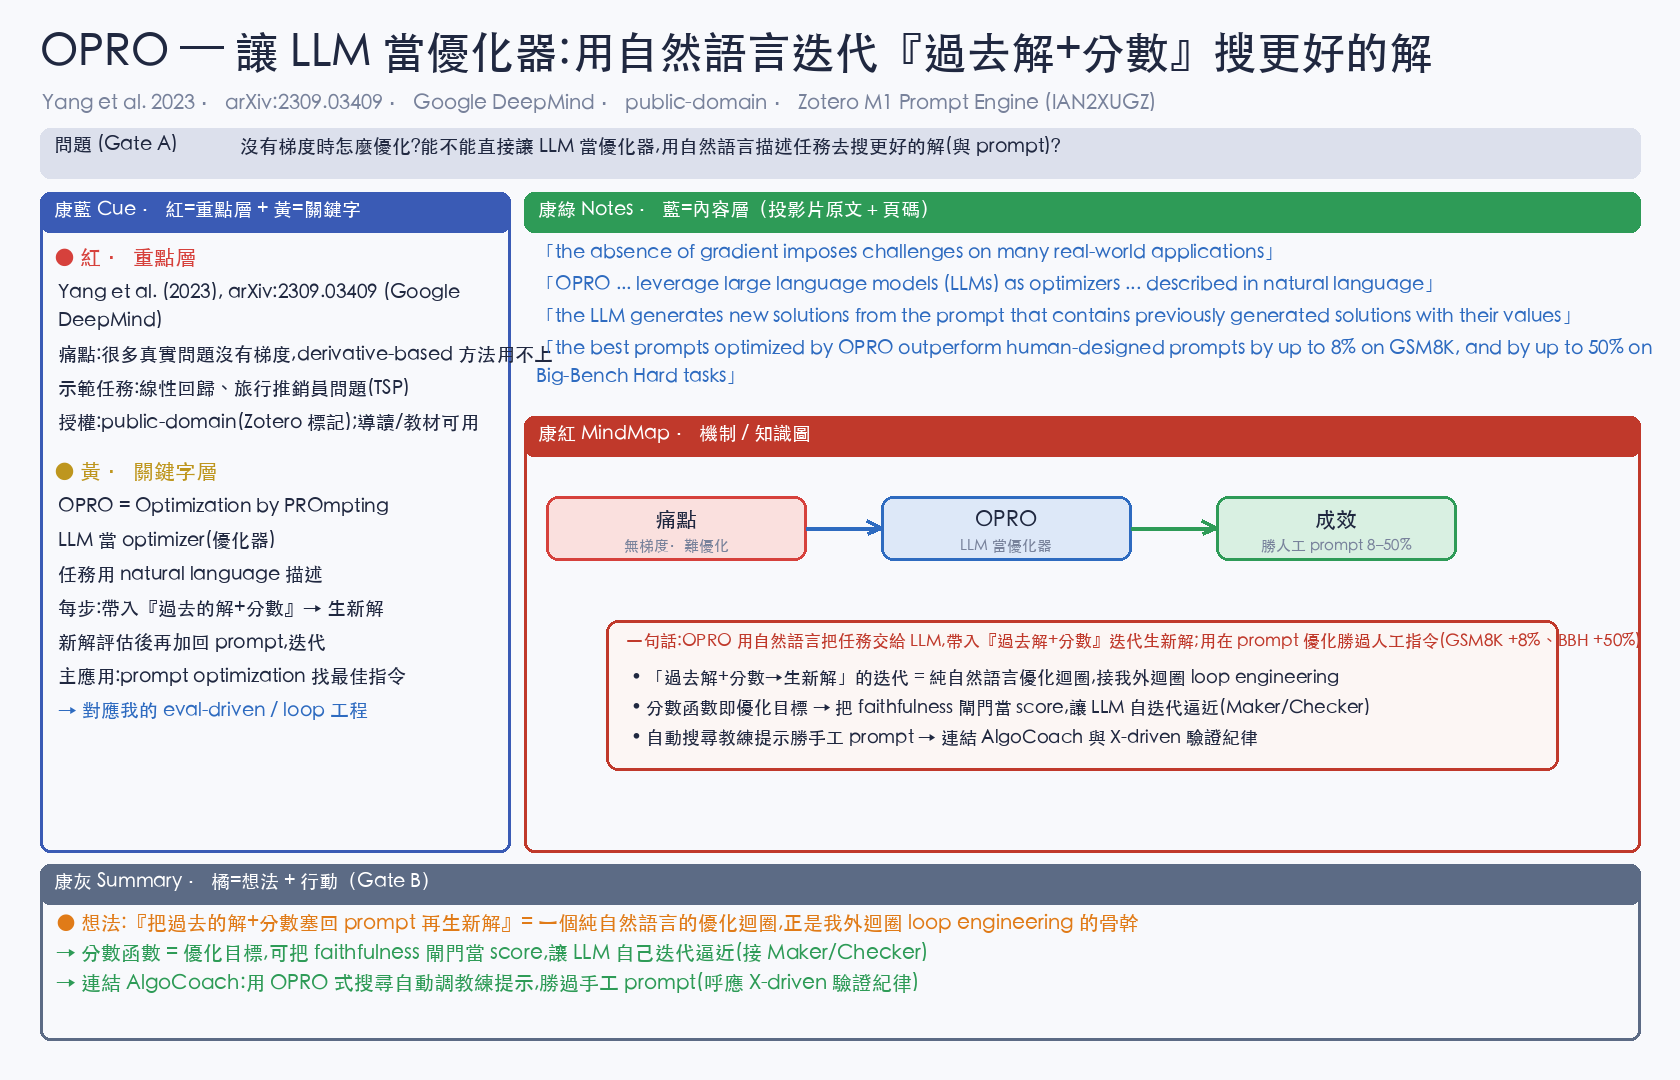 OPRO — 讓 LLM 當優化器:用自然語言迭代『過去解+分數』搜更好的解
Yang et al. 2023 · arXiv:2309.03409 · Google DeepMind · public-domain · Zotero M1 Prompt Engine (IAN2XUGZ)
問題 (Gate A) 沒有梯度時怎麼優化?能不能直接讓 LLM 當優化器,用自然語言描述任務去搜更好的解(與 prompt)?
康藍 Cue · 紅=重點層 + 黃=關鍵字
● 紅 · 重點層
Yang et al. (2023), arXiv:2309.03409 (Google
DeepMind)
痛點:很多真實問題沒有梯度,derivative-based 方法用不上
示範任務:線性回歸、旅行推銷員問題(TSP)
授權:public-domain(Zotero 標記);導讀/教材可用
● 黃 · 關鍵字層
OPRO = Optimization by PROmpting
LLM 當 optimizer(優化器)
任務用 natural language 描述
每步:帶入『過去的解+分數』→ 生新解
新解評估後再加回 prompt,迭代
主應用:prompt optimization 找最佳指令
→ 對應我的 eval-driven / loop 工程
康綠 Notes · 藍=內容層（投影片原文 + 頁碼）
「the absence of gradient imposes challenges on many real-world applications」
「OPRO ... leverage large language models (LLMs) as optimizers ... described in natural language」
「the LLM generates new solutions from the prompt that contains previously generated solutions with their values」
「the best prompts optimized by OPRO outperform human-designed prompts by up to 8% on GSM8K, and by up to 50% on
Big-Bench Hard tasks」
康紅 MindMap · 機制 / 知識圖
痛點
無梯度 · 難優化
OPRO
LLM 當優化器
成效
勝人工 prompt 8–50%
一句話:OPRO 用自然語言把任務交給 LLM,帶入『過去解+分數』迭代生新解;用在 prompt 優化勝過人工指令(GSM8K +8%、BBH +50%)
• 「過去解+分數→生新解」的迭代 = 純自然語言優化迴圈,接我外迴圈 loop engineering
• 分數函數即優化目標 → 把 faithfulness 閘門當 score,讓 LLM 自迭代逼近(Maker/Checker)
• 自動搜尋教練提示勝手工 prompt → 連結 AlgoCoach 與 X-driven 驗證紀律
康灰 Summary · 橘=想法 + 行動（Gate B）
● 想法:『把過去的解+分數塞回 prompt 再生新解』= 一個純自然語言的優化迴圈,正是我外迴圈 loop engineering 的骨幹
→ 分數函數 = 優化目標,可把 faithfulness 閘門當 score,讓 LLM 自己迭代逼近(接 Maker/Checker)
→ 連結 AlgoCoach:用 OPRO 式搜尋自動調教練提示,勝過手工 prompt(呼應 X-driven 驗證紀律)